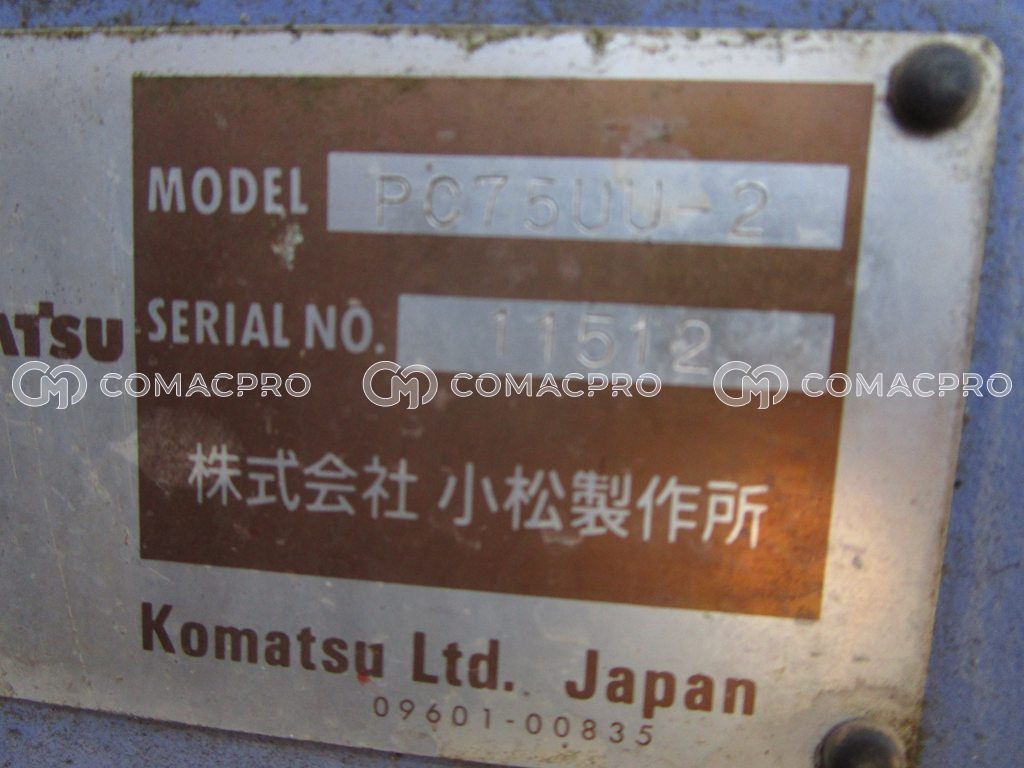 MODEL PC75UU-2
ATSU
SERIAL NO. 11512
COMACPRO COMACPRO COMACPRO
株式会社 小松製作所
Komatsu Ltd. Japan
09601-00835